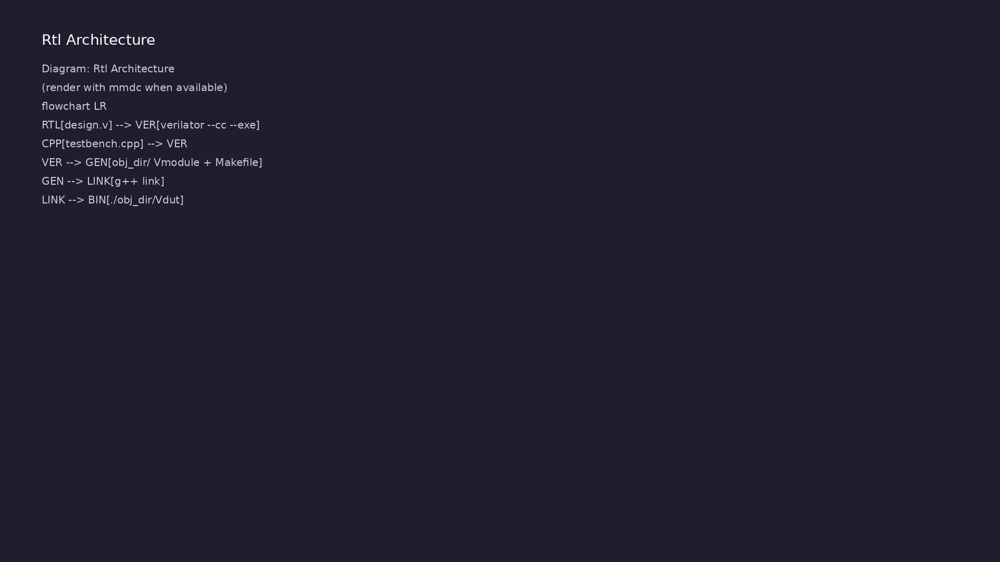 Rtl Architecture
Diagram: Rtl Architecture
(render with mmdc when available)
flowchart LR
RTL[design.v] --> VER[verilator --cc --exe]
CPP[testbench.cpp] --> VER
VER --> GEN[obj_dir/ Vmodule + Makefile]
GEN --> LINK[g++ link]
LINK --> BIN[./obj_dir/Vdut]